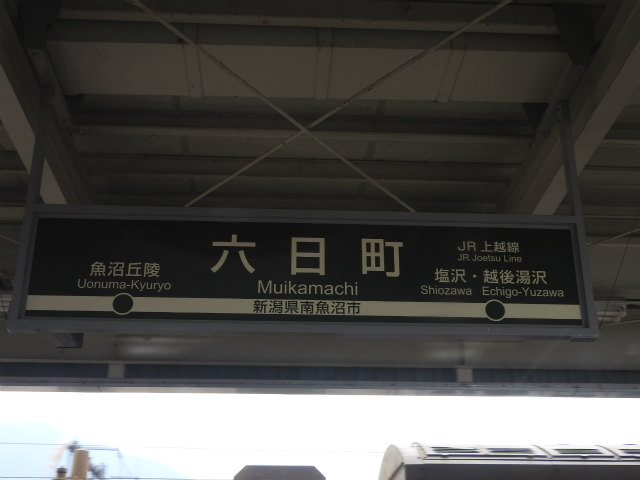 六日町
Muikamachi
新潟県南魚沼市
魚沼丘陵
Uonuma-Kyuryo
JR 上越線
JR Joetsu Line
塩沢・越後湯沢
Shiozawa Echigo-Yuzawa